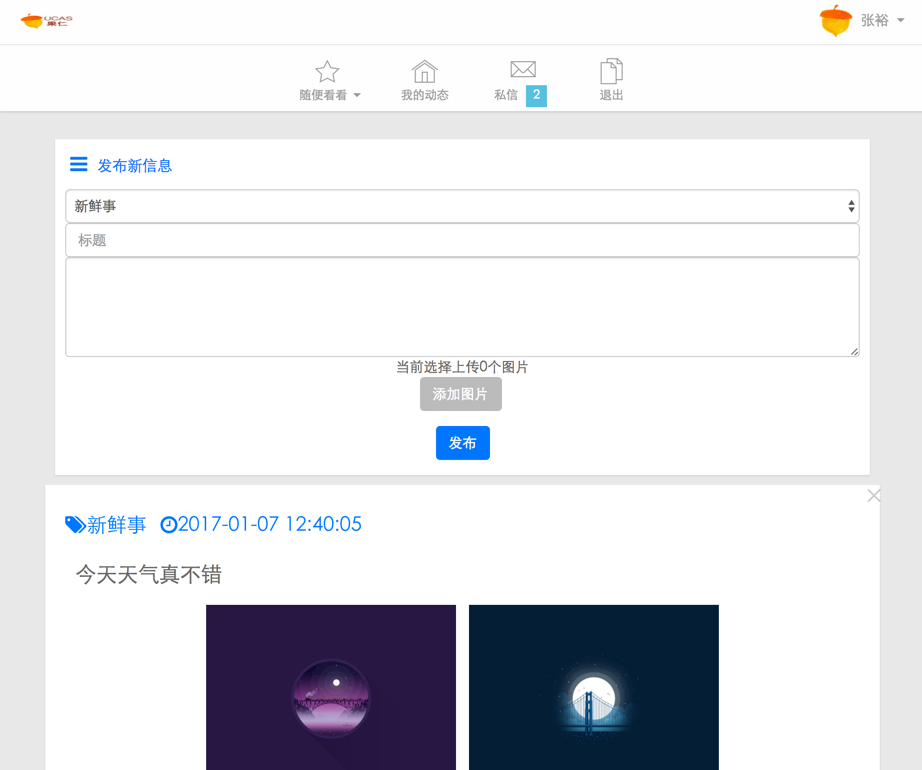 UCAS
果仁
张裕
随便看看
我的动态
私信 2
退出
发布新信息
新鲜事
标题
当前选择上传0个图片
添加图片
发布
新鲜事 2017-01-07 12:40:05
今天天气真不错